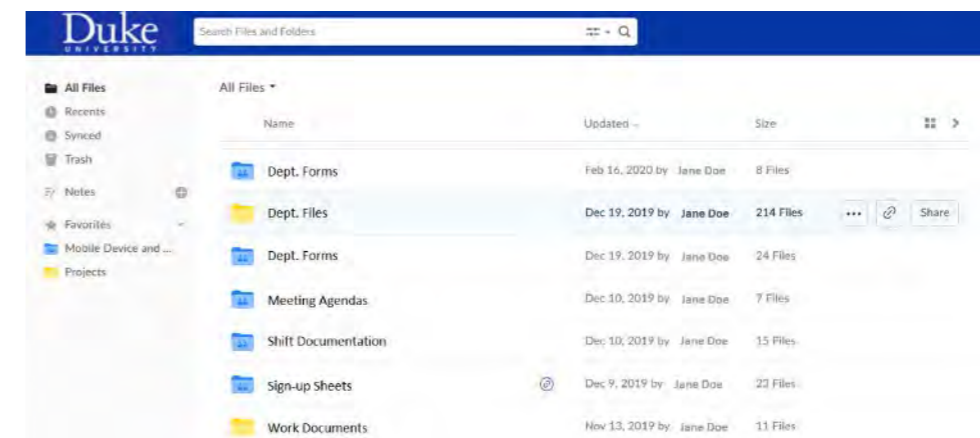 Duke
UNIVERSITY
Search Files and Folders
All Files
Recents
Synced
Trash
Notes
Favorites
Mobile Device and ...
Projects
All Files
Name Updated Size
Dept. Forms Feb 16, 2020 by Jane Doe 8 Files
Dept. Files Dec 19, 2019 by Jane Doe 214 Files ... Share
Dept. Forms Dec 19, 2019 by Jane Doe 24 Files
Meeting Agendas Dec 10, 2019 by Jane Doe 7 Files
Shift Documentation Dec 10, 2019 by Jane Doe 15 Files
Sign-up Sheets Dec 9, 2019 by Jane Doe 23 Files
Work Documents Nov 13, 2019 by Jane Doe 11 Files